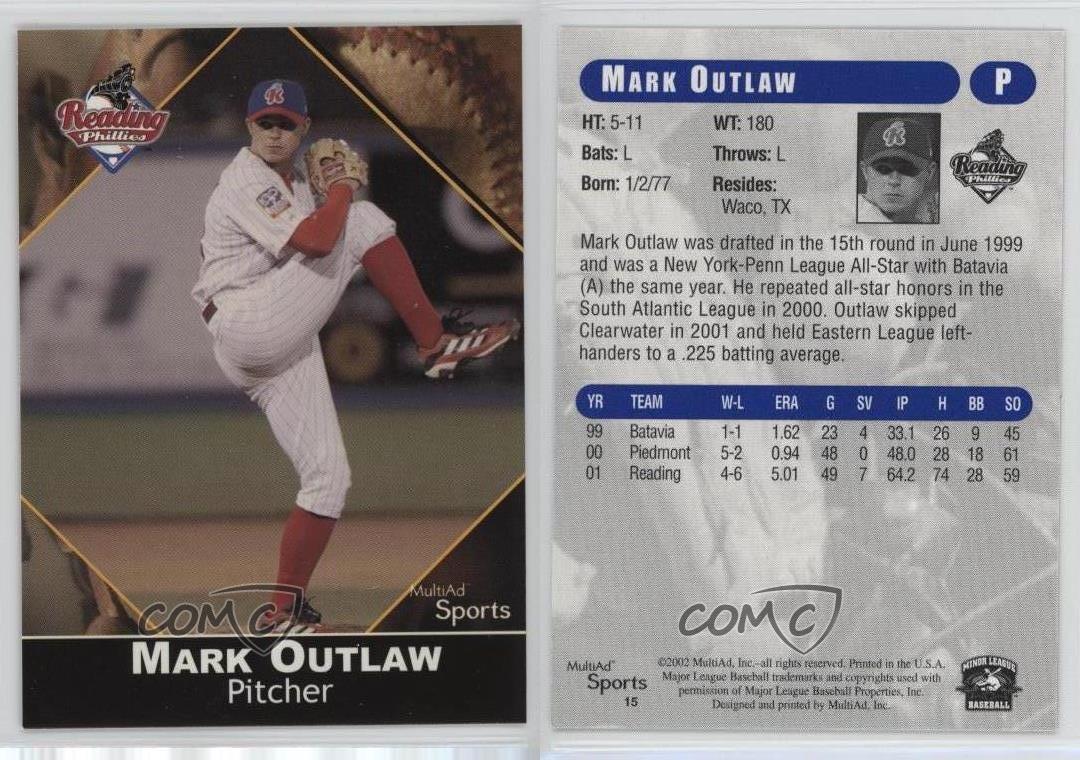 Reading
Phillies
R
MultiAd™
Sports
COMC
MARK OUTLAW
Pitcher
MARK OUTLAW P
HT: 5-11 WT: 180
Bats: L Throws: L
Born: 1/2/77 Resides:
Waco, TX
R
Reading
Phillies
Mark Outlaw was drafted in the 15th round in June 1999
and was a New York-Penn League All-Star with Batavia
(A) the same year. He repeated all-star honors in the
South Atlantic League in 2000. Outlaw skipped
Clearwater in 2001 and held Eastern League left-
handers to a .225 batting average.
YR TEAM W-L ERA G SV IP H BB SO
99 Batavia 1-1 1.62 23 4 33.1 26 9 45
00 Piedmont 5-2 0.94 48 0 48.0 28 18 61
01 Reading 4-6 5.01 49 7 64.2 74 28 59
COMC
MultiAd™
Sports
15
©2002 MultiAd, Inc.–all rights reserved. Printed in the U.S.A.
Major League Baseball trademarks and copyrights used with
permission of Major League Baseball Properties, Inc.
Designed and printed by MultiAd, Inc.
MINOR LEAGUE
BASEBALL